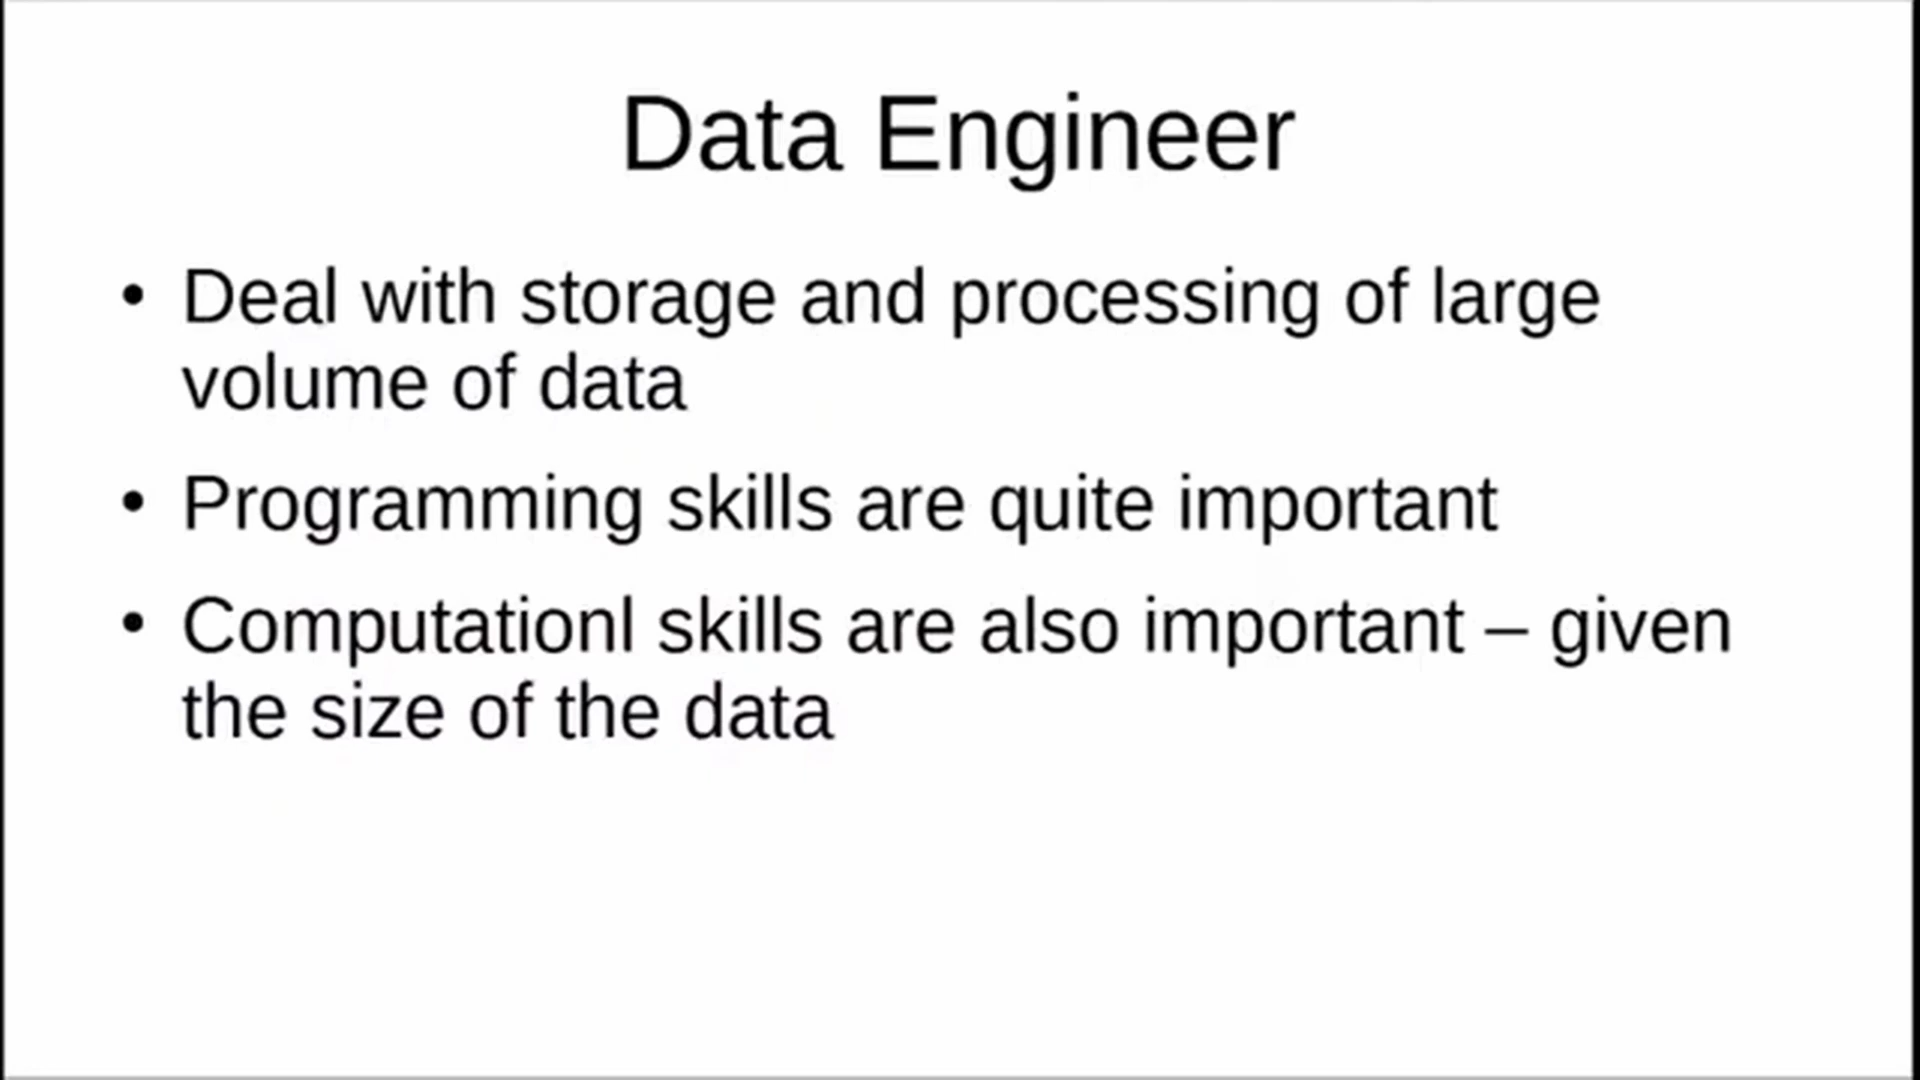 Data Engineer
• Deal with storage and processing of large
volume of data
• Programming skills are quite important
• Computationl skills are also important – given
the size of the data